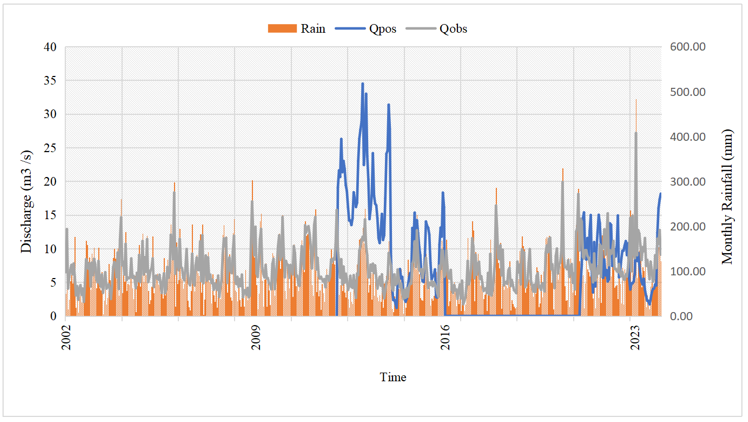 Rain Qpos Qobs
40 600.00
35 500.00
30 400.00
25 300.00
20 200.00
15 100.00
10 0.00
5
0
Discharge (m3 /s)
Monthly Rainfall (mm)
2002 2009 2016 2023
Time